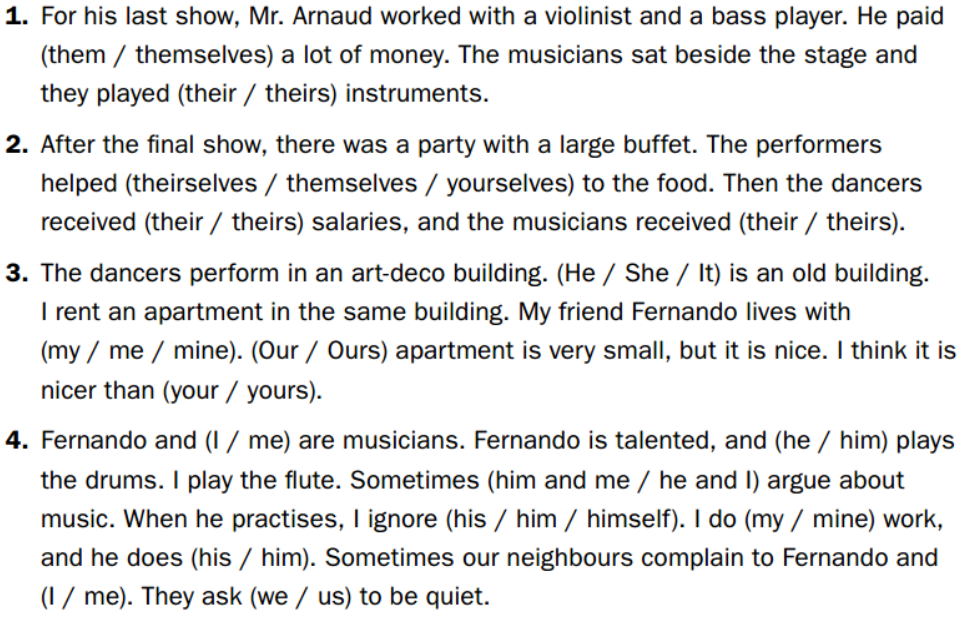 1. For his last show, Mr. Arnaud worked with a violinist and a bass player. He paid
(them / themselves) a lot of money. The musicians sat beside the stage and
they played (their / theirs) instruments.
2. After the final show, there was a party with a large buffet. The performers
helped (theirselves / themselves / yourselves) to the food. Then the dancers
received (their / theirs) salaries, and the musicians received (their / theirs).
3. The dancers perform in an art-deco building. (He / She / It) is an old building.
I rent an apartment in the same building. My friend Fernando lives with
(my / me / mine). (Our / Ours) apartment is very small, but it is nice. I think it is
nicer than (your / yours).
4. Fernando and (I / me) are musicians. Fernando is talented, and (he / him) plays
the drums. I play the flute. Sometimes (him and me / he and I) argue about
music. When he practises, I ignore (his / him / himself). I do (my / mine) work,
and he does (his / him). Sometimes our neighbours complain to Fernando and
(I / me). They ask (we / us) to be quiet.